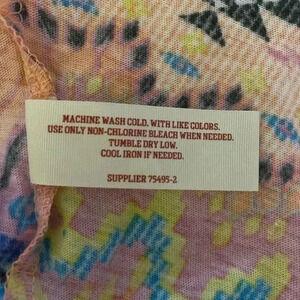 MACHINE WASH COLD. WITH LIKE COLORS.
USE ONLY NON-CHLORINE BLEACH WHEN NEEDED.
TUMBLE DRY LOW.
COOL IRON IF NEEDED.
SUPPLIER 75495-2